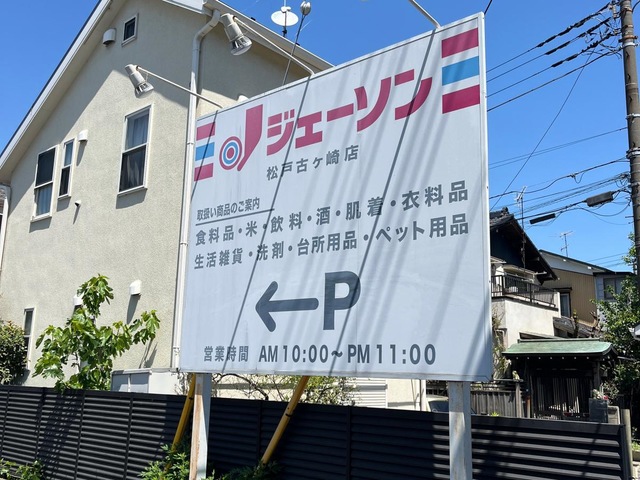 ジェーソン
松戸古ヶ崎店
取扱い商品のご案内
食料品・米・飲料・酒・肌着・衣料品
生活雑貨・洗剤・台所用品・ペット用品
←P
営業時間 AM10:00～PM11:00